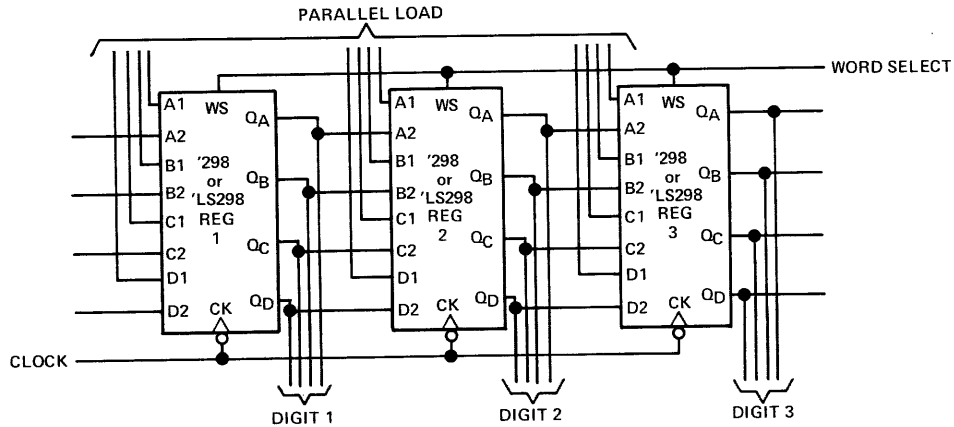 PARALLEL LOAD
WORD SELECT
A1
WS
QA
A2
B1
'298
or
'LS298
REG
1
QB
B2
C1
QC
C2
D1
QD
D2
CK
A1
WS
QA
A2
B1
'298
or
'LS298
REG
2
QB
B2
C1
QC
C2
D1
QD
D2
CK
A1
WS
QA
A2
B1
'298
or
'LS298
REG
3
QB
B2
C1
QC
C2
D1
QD
D2
CK
CLOCK
DIGIT 1
DIGIT 2
DIGIT 3